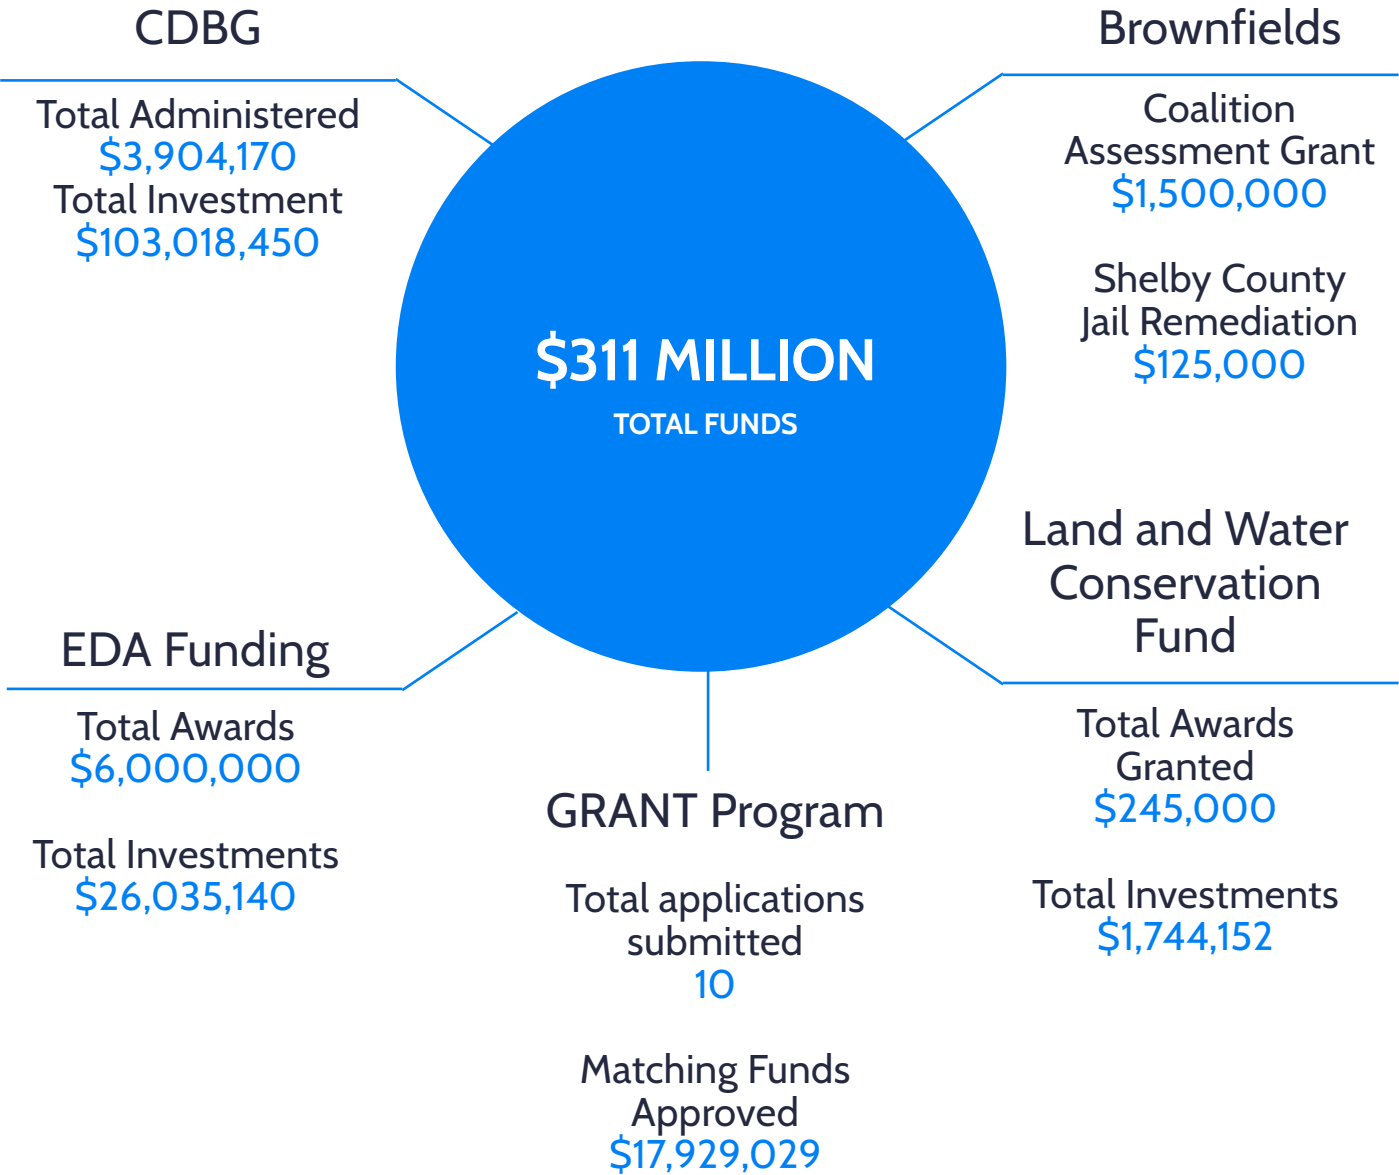 CDBG
Total Administered
$3,904,170
Total Investment
$103,018,450
Brownfields
Coalition
Assessment Grant
$1,500,000
Shelby County
Jail Remediation
$125,000
$311 MILLION
TOTAL FUNDS
EDA Funding
Total Awards
$6,000,000
Total Investments
$26,035,140
GRANT Program
Total applications
submitted
10
Matching Funds
Approved
$17,929,029
Land and Water
Conservation
Fund
Total Awards
Granted
$245,000
Total Investments
$1,744,152